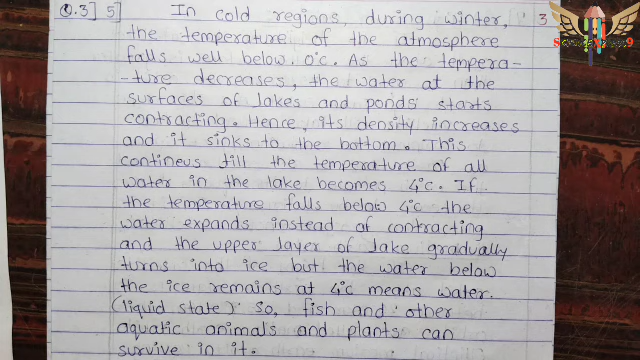 Q.3] 5] In cold regions, during winter, 3
the temperature of the atmosphere
falls well below 0°c. As the tempera-
-ture decreases, the water at the
surfaces of lakes and ponds starts
contracting. Hence, its density increases
and it sinks to the bottom. This
contineus till the temperature of all
water in the lake becomes 4°c. If
the temperature falls below 4°c the
water expands instead of contracting
and the upper layer of lake gradually
turns into ice but the water below
the ice remains at 4°c means water.
(liquid state). So, fish and other
aquatic animals and plants can
survive in it.